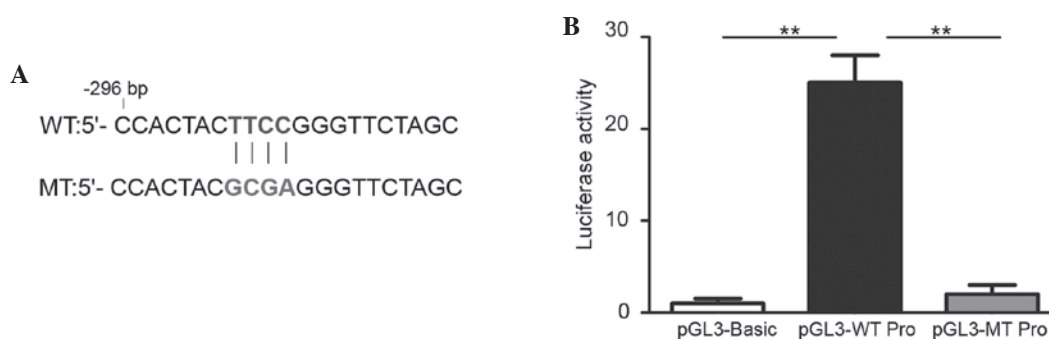 A
-296 bp
WT:5'- CCACTACTTCCGGGTTCTAGC
MT:5'- CCACTACGCGAGGGTTCTAGC
B
Luciferase activity
30
20
10
0
** **
pGL3-Basic pGL3-WT Pro pGL3-MT Pro